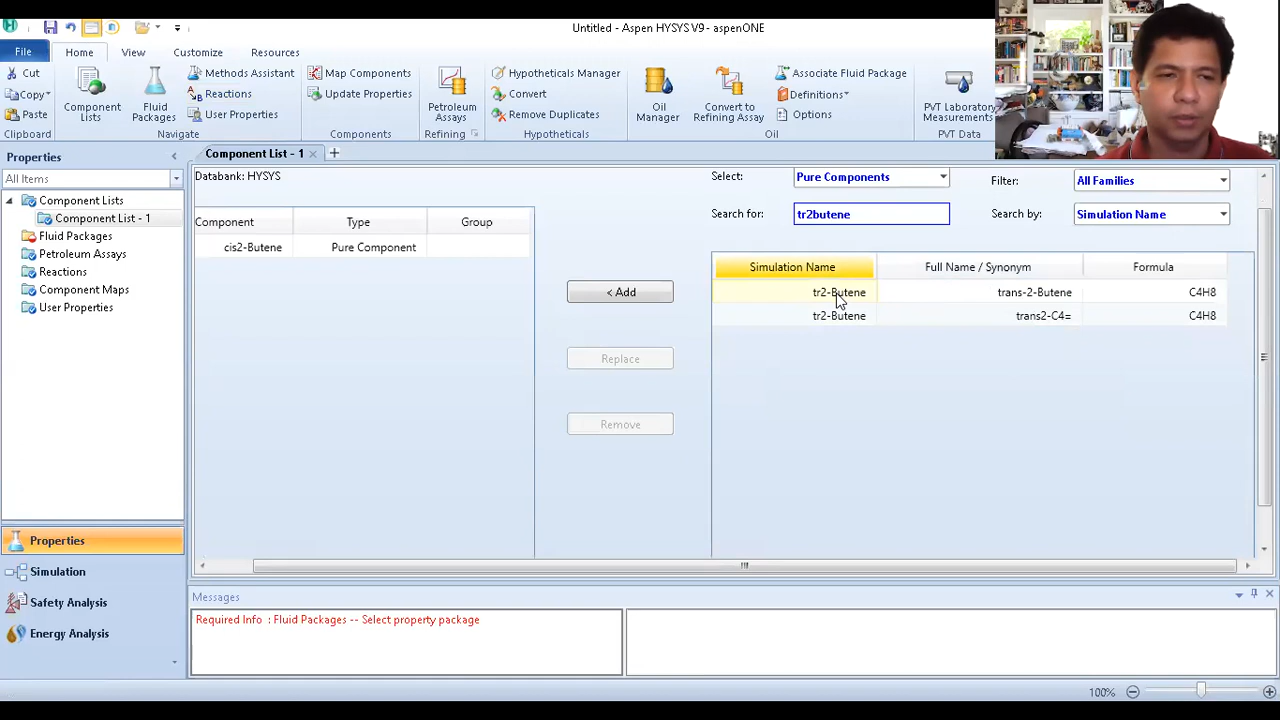 Untitled - Aspen HYSYS V9 - aspenONE
File
Home
View
Customize
Resources
Cut
Copy
Paste
Clipboard
Component Lists
Fluid Packages
Methods Assistant
Reactions
User Properties
Navigate
Map Components
Components
Petroleum Assays
Refining
Hypotheticals Manager
Convert
Remove Duplicates
Hypotheticals
Oil Manager
Convert to Refining Assay
Associate Fluid Package
Definitions
Options
Oil
PVT Laboratory Measurements
PVT Data
Properties
All Items
Component Lists
Component List - 1
Fluid Packages
Petroleum Assays
Reactions
Component Maps
User Properties
Properties
Simulation
Safety Analysis
Energy Analysis
Component List - 1
Databank: HYSYS
Component Type Group
cis2-Butene Pure Component
< Add
Replace
Remove
Select: Pure Components Filter: All Families
Search for: tr2butene Search by: Simulation Name
Simulation Name Full Name / Synonym Formula
tr2-Butene trans-2-Butene C4H8
tr2-Butene trans2-C4= C4H8
Messages
Required Info : Fluid Packages -- Select property package
100%